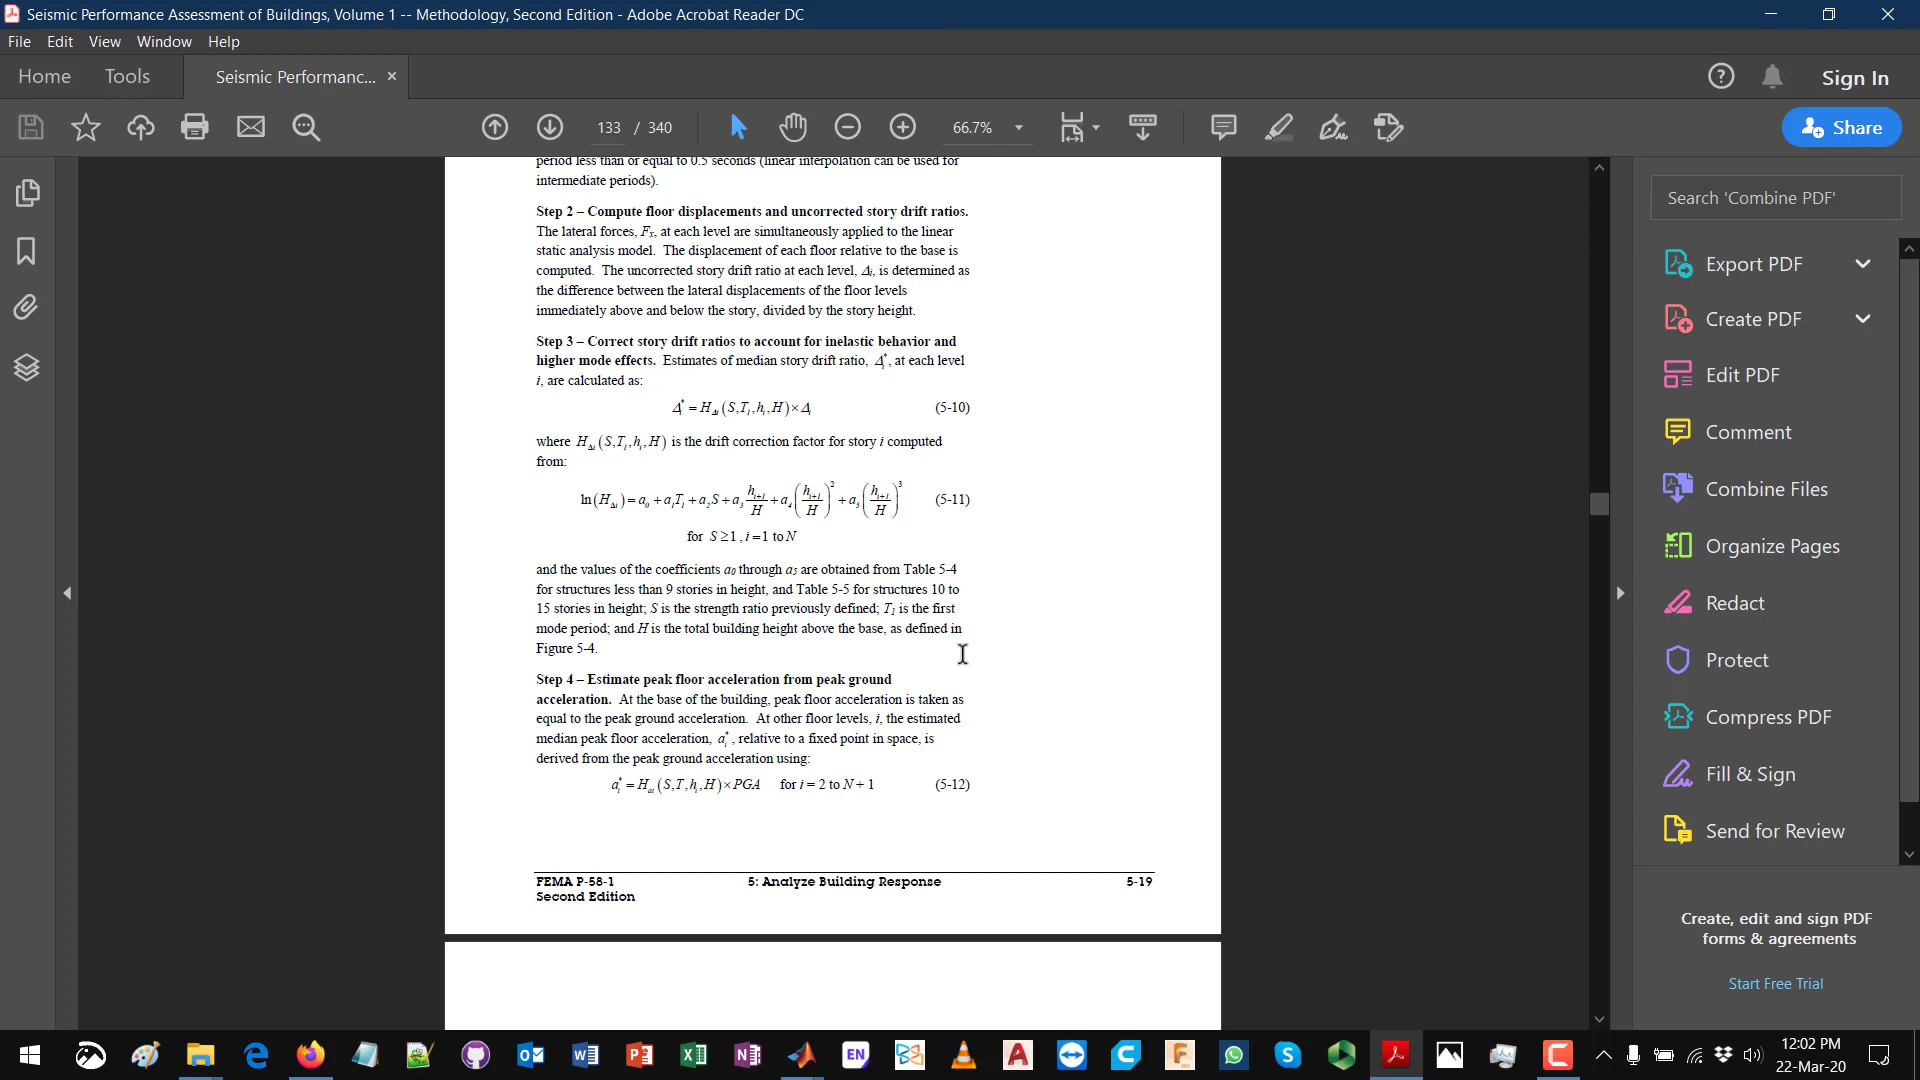 Seismic Performance Assessment of Buildings, Volume 1 -- Methodology, Second Edition - Adobe Acrobat Reader DC
File Edit View Window Help
Home Tools Seismic Performanc... × Sign In
133 / 340 66.7% Share
period less than or equal to 0.5 seconds (linear interpolation can be used for
intermediate periods).
Step 2 – Compute floor displacements and uncorrected story drift ratios.
The lateral forces, Fx, at each level are simultaneously applied to the linear
static analysis model. The displacement of each floor relative to the base is
computed. The uncorrected story drift ratio at each level, Δi, is determined as
the difference between the lateral displacements of the floor levels
immediately above and below the story, divided by the story height.
Step 3 – Correct story drift ratios to account for inelastic behavior and
higher mode effects. Estimates of median story drift ratio, Δi*, at each level
i, are calculated as:
Δi* = HΔi (S,T1,hi,H) × Δi (5-10)
where HΔi (S,T1,hi,H) is the drift correction factor for story i computed
from:
ln(HΔi) = a0 + a1T1 + a2S + a3 hi+1/H + a4 (hi+1/H)² + a5 (hi+1/H)³ (5-11)
for S ≥ 1, i = 1 to N
and the values of the coefficients a0 through a5 are obtained from Table 5-4
for structures less than 9 stories in height, and Table 5-5 for structures 10 to
15 stories in height; S is the strength ratio previously defined; T1 is the first
mode period; and H is the total building height above the base, as defined in
Figure 5-4.
Step 4 – Estimate peak floor acceleration from peak ground
acceleration. At the base of the building, peak floor acceleration is taken as
equal to the peak ground acceleration. At other floor levels, i, the estimated
median peak floor acceleration, ai*, relative to a fixed point in space, is
derived from the peak ground acceleration using:
ai* = Hai (S,T,hi,H) × PGA for i = 2 to N + 1 (5-12)
FEMA P-58-1 5: Analyze Building Response 5-19
Second Edition
Search 'Combine PDF'
Export PDF
Create PDF
Edit PDF
Comment
Combine Files
Organize Pages
Redact
Protect
Compress PDF
Fill & Sign
Send for Review
Create, edit and sign PDF
forms & agreements
Start Free Trial
EN
12:02 PM
22-Mar-20